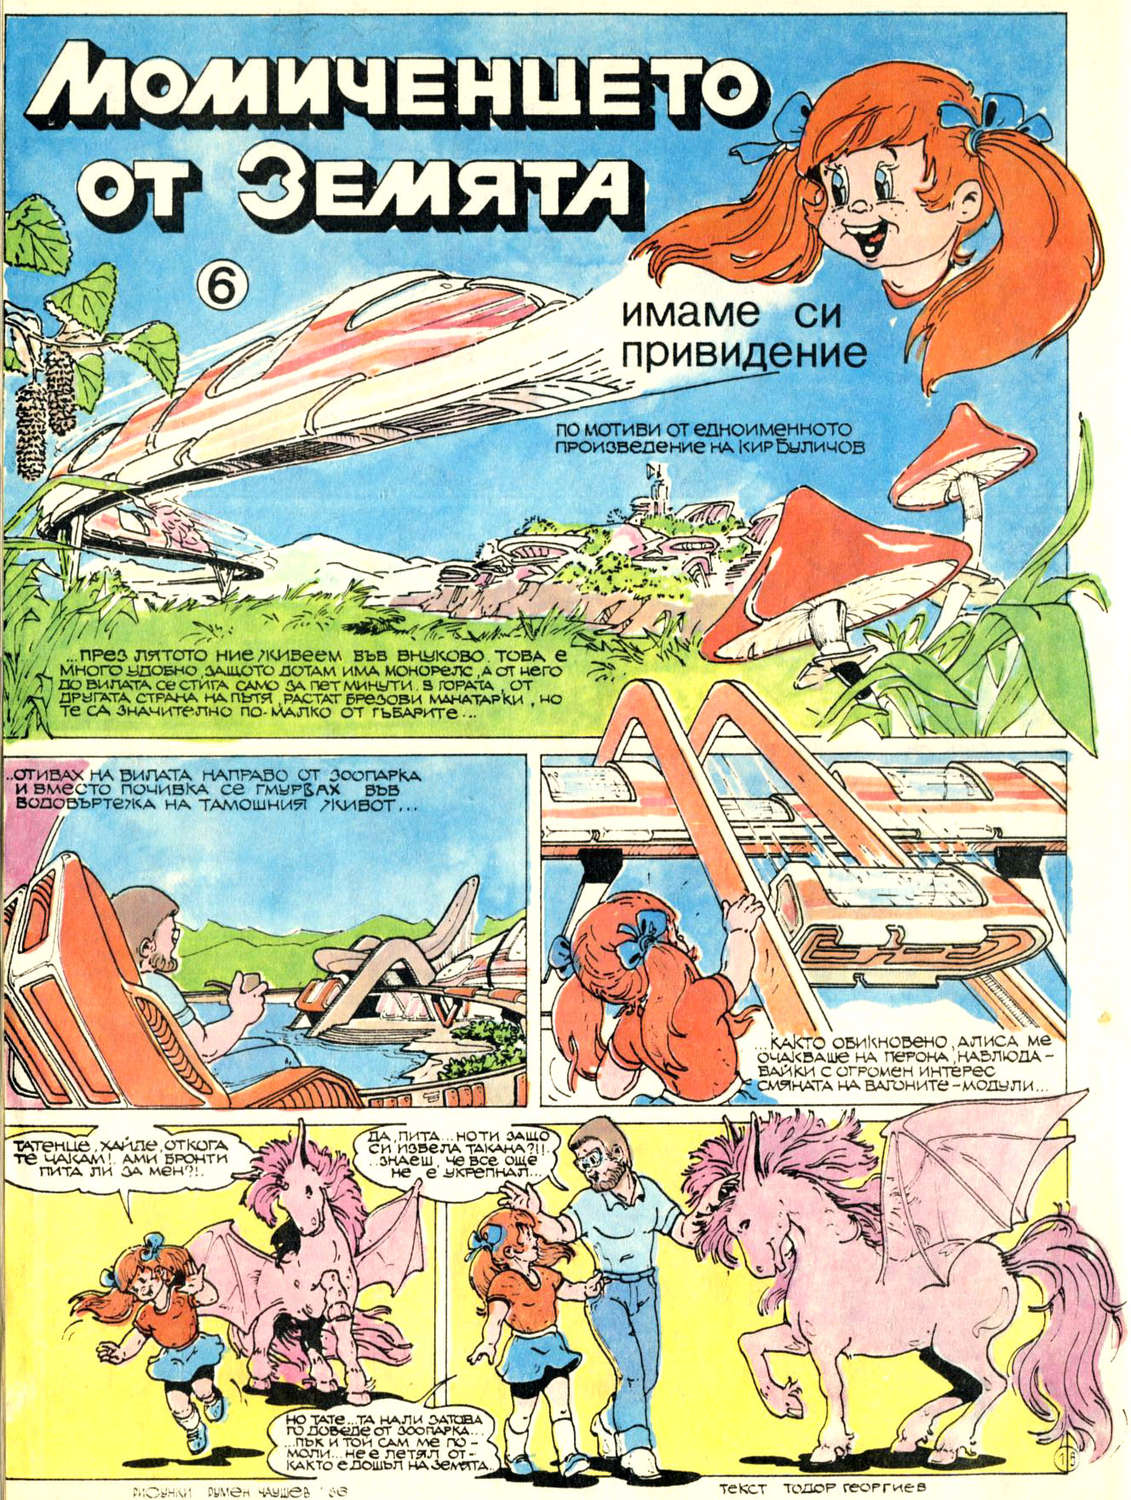 МОМИЧЕНЦЕТО
ОТ ЗЕМЯТА
6
ИМАМЕ СИ
ПРИВИДЕНИЕ
ПО МОТИВИ ОТ ЕДНОИМЕННОТО
ПРОИЗВЕДЕНИЕ НА КИР БУЛИЧОВ
...ПРЕЗ ЛЯТОТО НИЕ ЖИВЕЕМ ВЪВ ВНУКОВО. ТОВА Е
МНОГО УДОБНО, ЗАЩОТО ДОТАМ ИМА МОНОРЕЛС, А ОТ НЕГО
ДО ВИЛАТА СЕ СТИГА САМО ЗА ПЕТ МИНУТИ. В ГОРАТА, ОТ
ДРУГАТА СТРАНА НА ПЪТЯ, РАСТАТ БРЕЗОВИ МАНАТАРКИ, НО
ТЕ СА ЗНАЧИТЕЛНО ПО-МАЛКО ОТ ГЪБАРИТЕ...
...ОТИВАХ НА ВИЛАТА НАПРАВО ОТ ЗООПАРКА
И ВМЕСТО ПОЧИВКА СЕ ГМУРВАХ ВЪВ
ВОДОВЪРТЕЖА НА ТАМОШНИЯ ЖИВОТ...
...КАКТО ОБИКНОВЕНО, АЛИСА МЕ
ОЧАКВАШЕ НА ПЕРОНА, НАБЛЮДА-
ВАЙКИ С ОГРОМЕН ИНТЕРЕС
СМЯНАТА НА ВАГОНИТЕ-МОДУЛИ...
ТАТЕНЦЕ, ХАЙДЕ, ОТКОГА
ТЕ ЧАКАМ! АМИ БРОНТИ
ПИТА ЛИ ЗА МЕН?!.
ДА, ПИТА...НО ТИ ЗАЩО
СИ ИЗВЕЛА ТАКАНА?!!.
..ЗНАЕШ, ЧЕ ВСЕ ОЩЕ
НЕ Е УКРЕПНАЛ...
НО ТАТЕ...ТА НАЛИ ЗАТОВА
ГО ДОВЕДЕ ОТ ЗООПАРКА...
...ПЪК И ТОЙ САМ МЕ ПО-
МОЛИ... НЕ Е ЛЕТЯЛ ОТ-
КАКТО Е ДОШЪЛ НА ЗЕМЯТА.
15
РИСУНКИ РУМЕН ЧАУШЕВ '86
ТЕКСТ ТОДОР ГЕОРГИЕВ